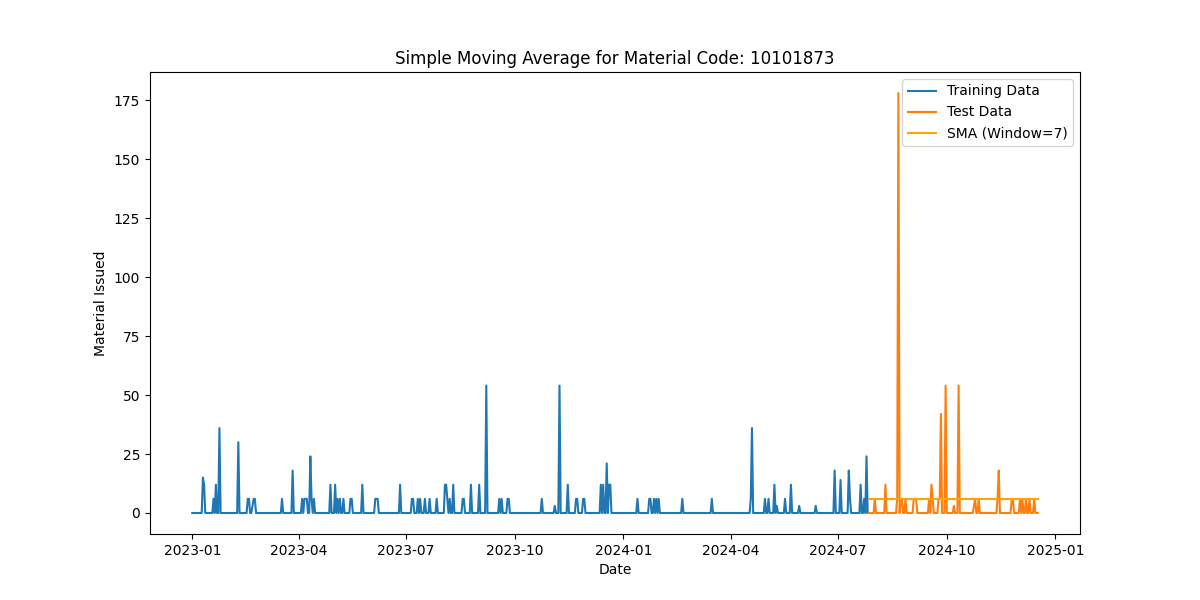 Simple Moving Average for Material Code: 10101873
Training Data
Test Data
SMA (Window=7)
Material Issued
175
150
125
100
75
50
25
0
2023-01 2023-04 2023-07 2023-10 2024-01 2024-04 2024-07 2024-10 2025-01
Date